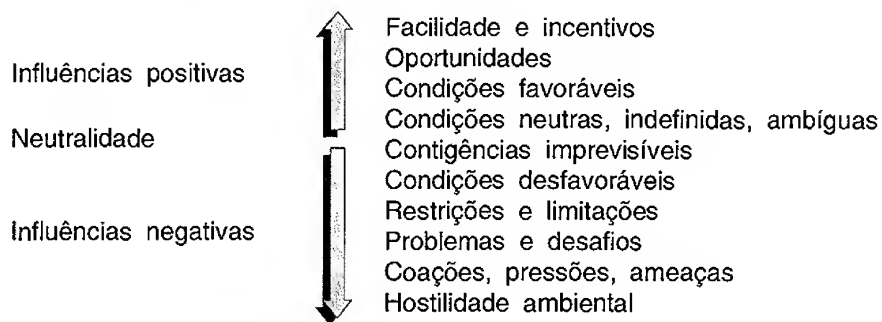 Influências positivas
Neutralidade
Influências negativas
Facilidade e incentivos
Oportunidades
Condições favoráveis
Condições neutras, indefinidas, ambíguas
Contigências imprevisíveis
Condições desfavoráveis
Restrições e limitações
Problemas e desafios
Coações, pressões, ameaças
Hostilidade ambiental